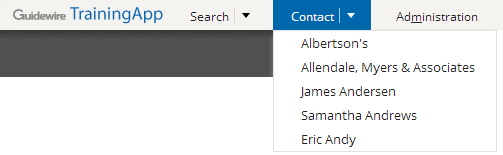 Guidewire TrainingApp Search Contact Administration
Albertson's
Allendale, Myers & Associates
James Andersen
Samantha Andrews
Eric Andy